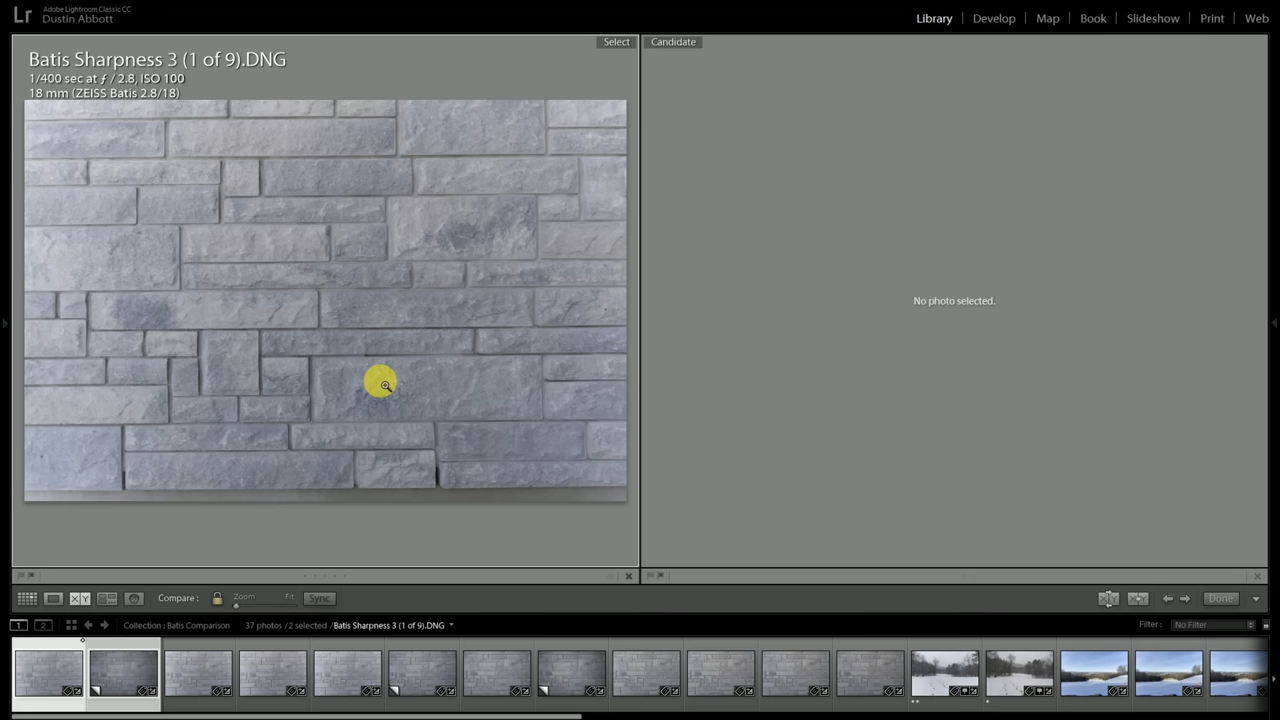 Lr
Adobe Lightroom Classic CC
Dustin Abbott
Library | Develop | Map | Book | Slideshow | Print | Web
Select
Candidate
Batis Sharpness 3 (1 of 9).DNG
1/400 sec at ƒ / 2.8, ISO 100
18 mm (ZEISS Batis 2.8/18)
No photo selected.
XY
Compare :
Zoom
Fit
Sync
Done
1
2
Collection : Batis Comparison
37 photos /2 selected /Batis Sharpness 3 (1 of 9).DNG
Filter :
No Filter